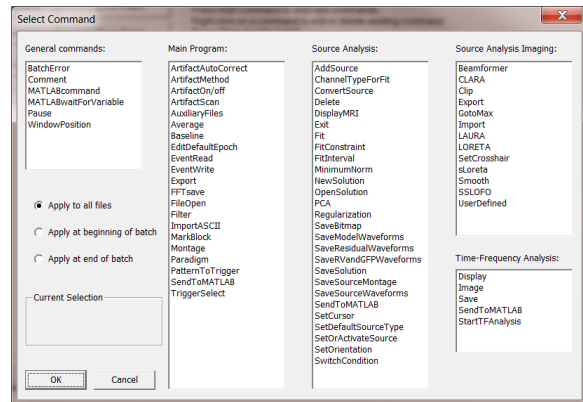 Select Command
General commands:
BatchError
Comment
MATLABcommand
MATLABwaitForVariable
Pause
WindowPosition
Apply to all files
Apply at beginning of batch
Apply at end of batch
Current Selection
OK
Cancel
Main Program:
ArtifactAutoCorrect
ArtifactMethod
ArtifactOn/off
ArtifactScan
AuxiliaryFiles
Average
Baseline
EditDefaultEpoch
EventRead
EventWrite
Export
FFTsave
FileOpen
Filter
ImportASCII
MarkBlock
Montage
Paradigm
PatternToTrigger
SendToMATLAB
TriggerSelect
Source Analysis:
AddSource
ChannelTypeForFit
ConvertSource
Delete
DisplayMRI
Exit
Fit
FitConstraint
FitInterval
MinimumNorm
NewSolution
OpenSolution
PCA
Regularization
SaveBitmap
SaveModelWaveforms
SaveResidualWaveforms
SaveRVandGFPWaveforms
SaveSolution
SaveSourceMontage
SaveSourceWaveforms
SendToMATLAB
SetCursor
SetDefaultSourceType
SetOrActivateSource
SetOrientation
SwitchCondition
Source Analysis Imaging:
Beamformer
CLARA
Clip
Export
GotoMax
Import
LAURA
LORETA
SetCrosshair
sLoreta
Smooth
SSLOFO
UserDefined
Time-Frequency Analysis:
Display
Image
Save
SendToMATLAB
StartTFAnalysis